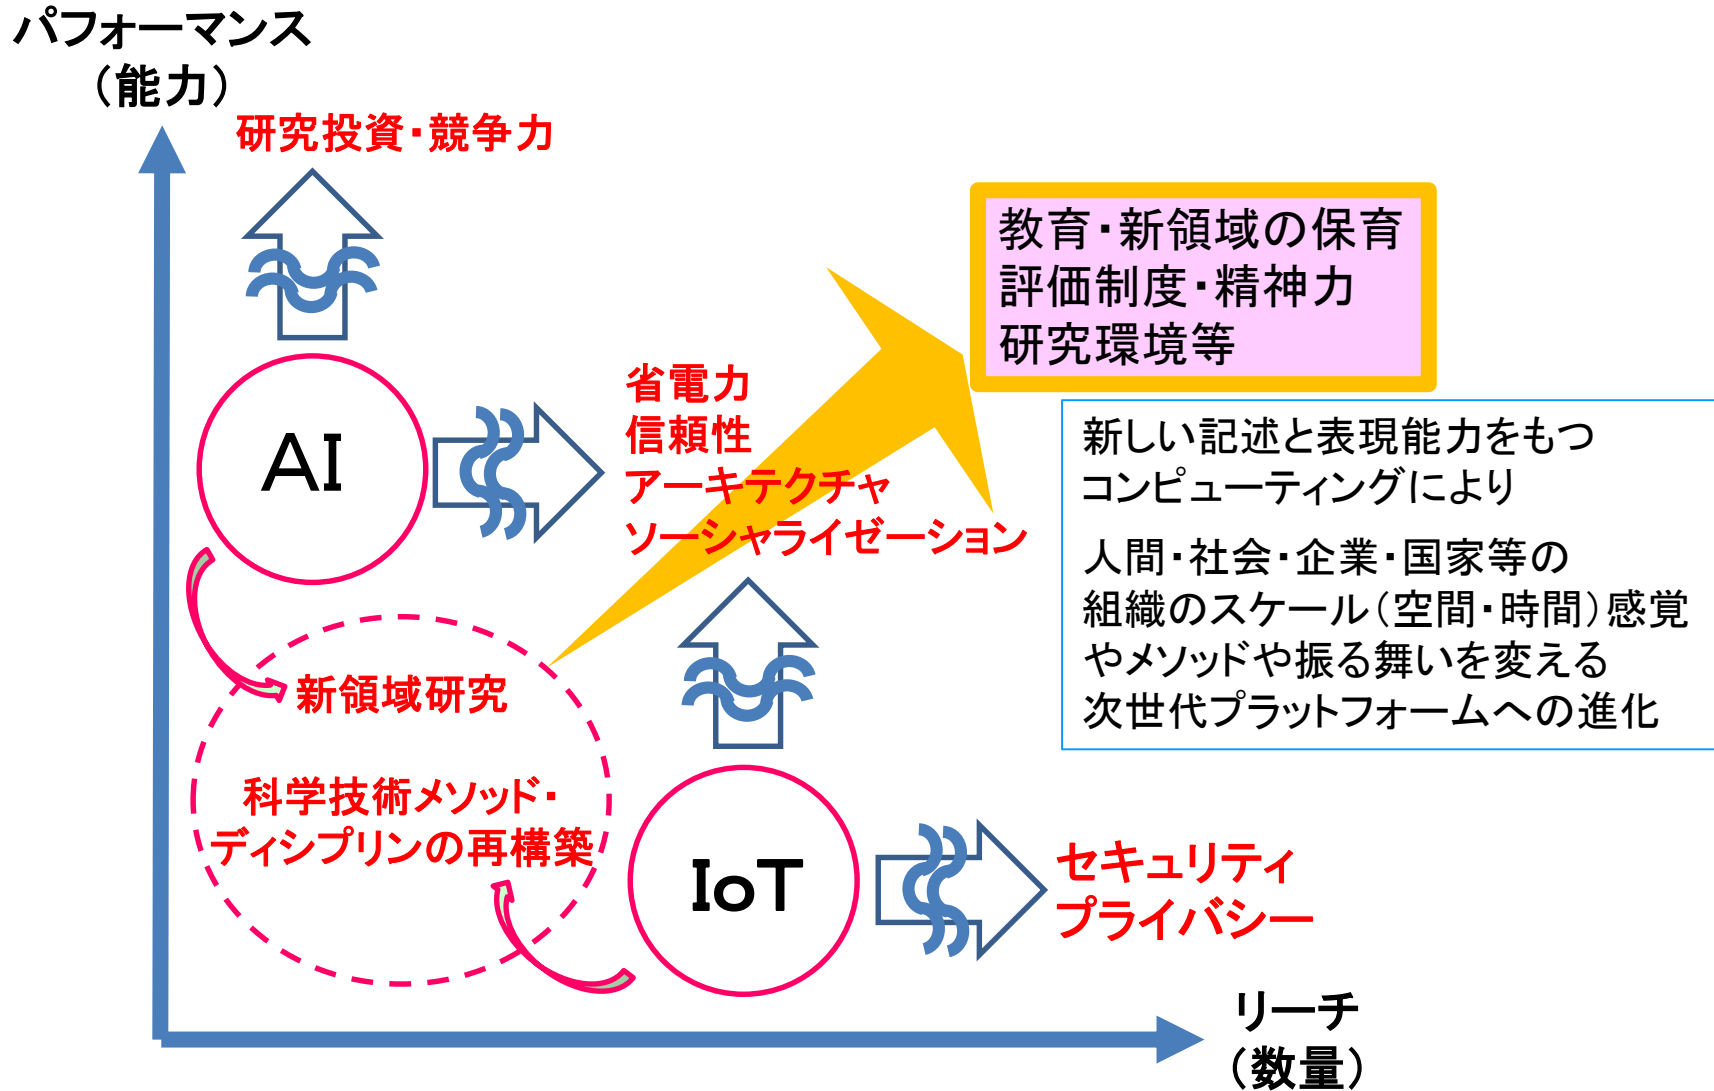 パフォーマンス
（能力）
研究投資・競争力
教育・新領域の保育
評価制度・精神力
研究環境等
省電力
信頼性
アーキテクチャ
ソーシャライゼーション
AI
新しい記述と表現能力をもつ
コンピューティングにより
人間・社会・企業・国家等の
組織のスケール（空間・時間）感覚
やメソッドや振る舞いを変える
次世代プラットフォームへの進化
新領域研究
科学技術メソッド・
ディシプリンの再構築
IoT
セキュリティ
プライバシー
リーチ
（数量）